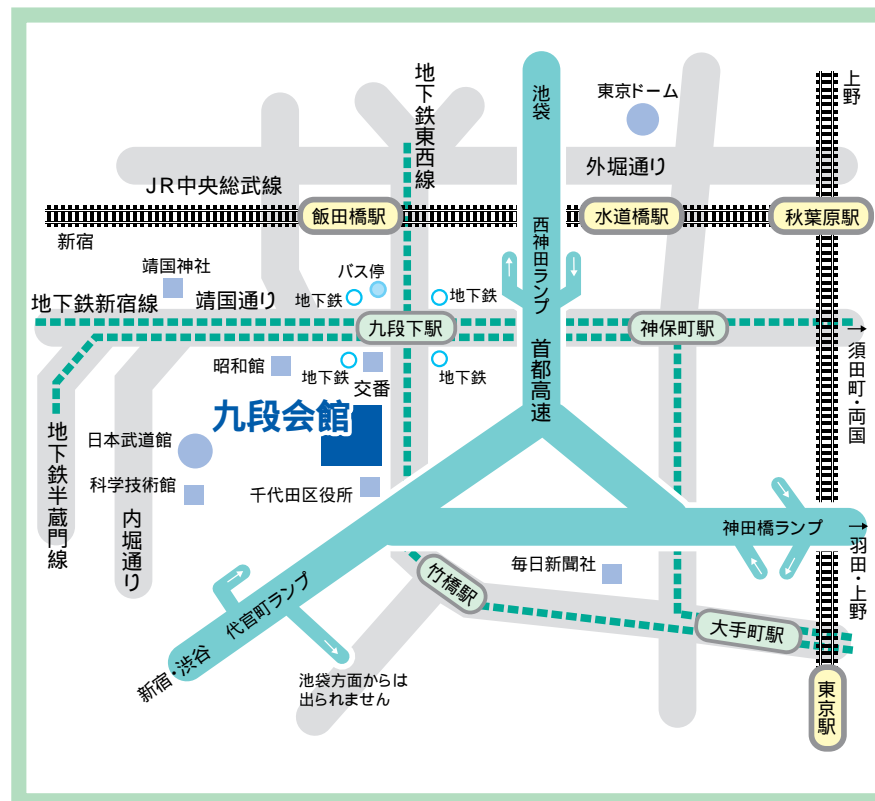 池袋
地下鉄東西線
東京ドーム
上野
外堀通り
JR中央総武線
飯田橋駅
水道橋駅
秋葉原駅
新宿
西神田ランプ
靖国神社
バス停
地下鉄
地下鉄
地下鉄新宿線
靖国通り
九段下駅
神保町駅
首都高速
→須田町・両国
昭和館
地下鉄
交番
地下鉄
九段会館
日本武道館
科学技術館
千代田区役所
地下鉄半蔵門線
内堀通り
神田橋ランプ
→羽田・上野
毎日新聞社
竹橋駅
代官町ランプ
新宿・渋谷
大手町駅
池袋方面からは
出られません
東京駅